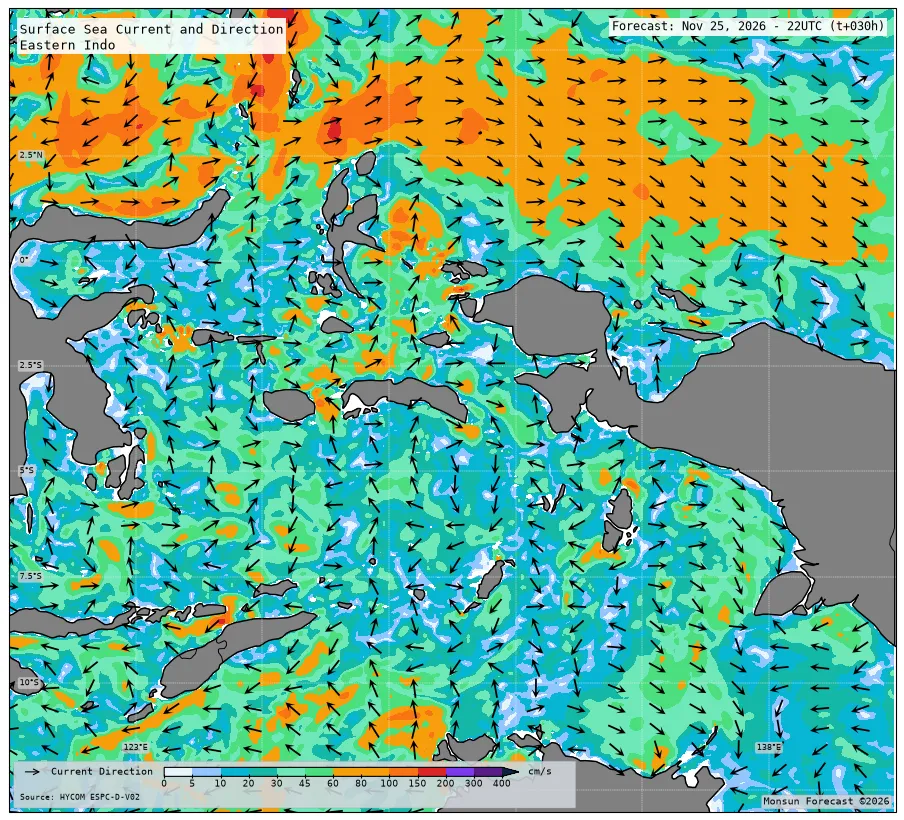 Surface Sea Current and Direction
Eastern Indo
Forecast: Nov 25, 2026 - 22UTC (t+030h)
2.5°N
0°
2.5°S
5°S
7.5°S
10°S
123°E
138°E
Current Direction
cm/s
0 5 10 20 30 45 60 80 100 150 200 300 400
Source: HYCOM ESPC-D-V02
Monsun Forecast ©2026